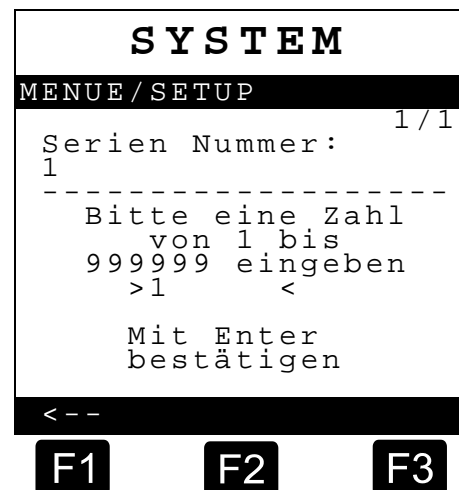 SYSTEM
MENUE/SETUP
1/1
Serien Nummer:
1
-------------------
Bitte eine Zahl
von 1 bis
999999 eingeben
>1 <
Mit Enter
bestätigen
<--
F1 F2 F3